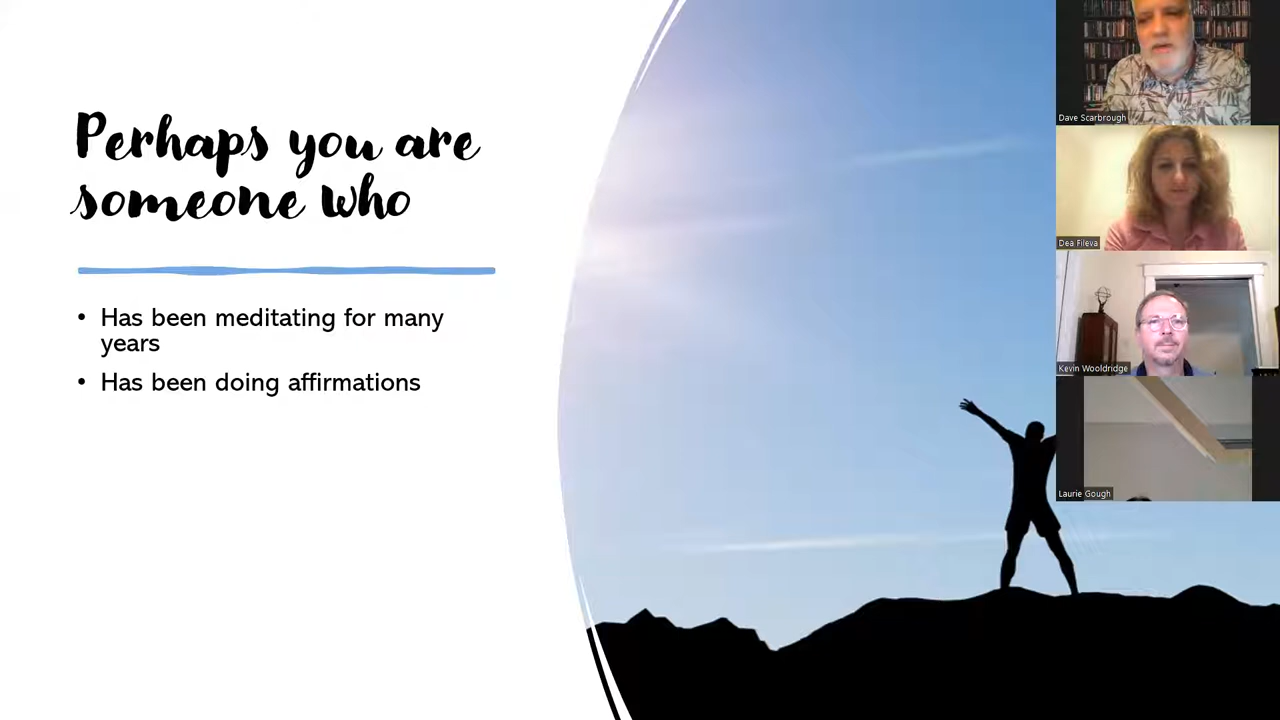 Perhaps you are
someone who
• Has been meditating for many
years
• Has been doing affirmations
Dave Scarbrough
Dea Fileva
Kevin Wooldridge
Laurie Gough